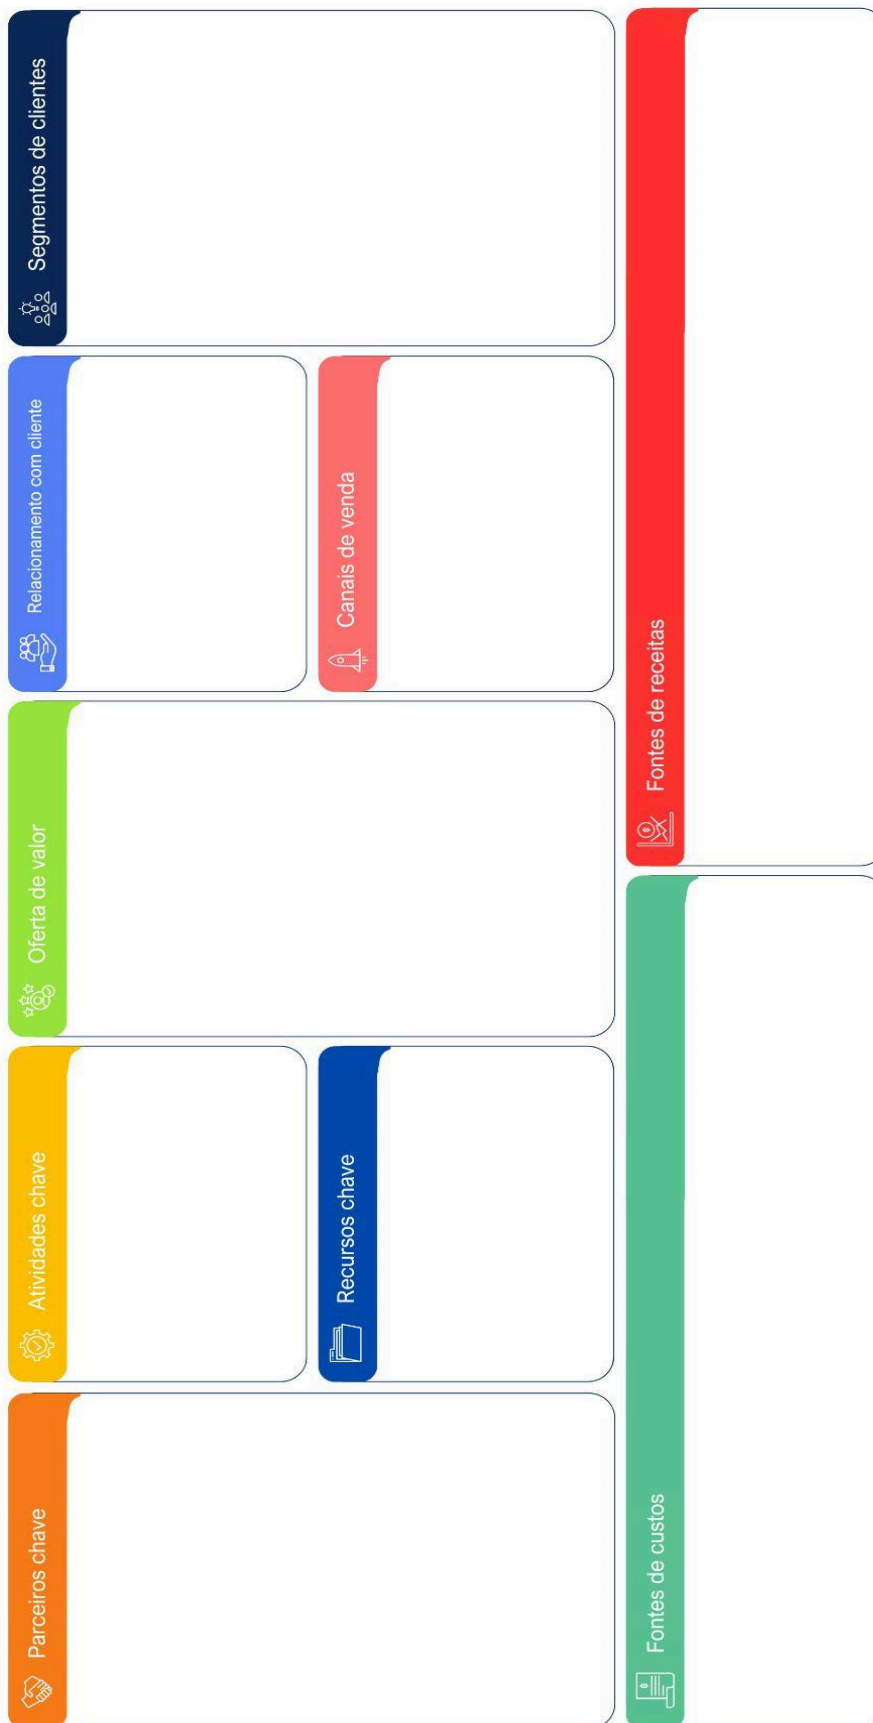 Parceiros chave
Atividades chave
Recursos chave
Oferta de valor
Relacionamento com cliente
Canais de venda
Segmentos de clientes
Fontes de custos
Fontes de receitas